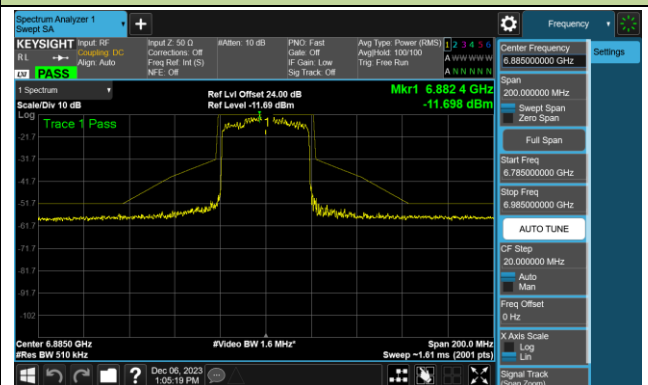 Spectrum Analyzer 1
Swept SA
+
Frequency
KEYSIGHT Input: RF Input Z: 50 Ω #Atten: 10 dB PNO: Fast Avg Type: Power (RMS) 1 2 3 4 5 6
RL Coupling: DC Corrections: Off Gate: Off Avg|Hold: 100/100 A W W W W W
Align: Auto Freq Ref: Int (S) IF Gain: Low Trig: Free Run
LXI PASS NFE: Off Sig Track: Off A N N N N N
1 Spectrum
Ref Lvl Offset 24.00 dB Mkr1 6.882 4 GHz
Scale/Div 10 dB Ref Level -11.69 dBm -11.698 dBm
Log
Trace 1 Pass
1
-21.7
-31.7
-41.7
-51.7
-61.7
-71.7
-81.7
-91.7
-102
Center 6.8850 GHz #Video BW 1.6 MHz* Span 200.0 MHz
#Res BW 510 kHz Sweep ~1.61 ms (2001 pts)
? Dec 06, 2023
1:05:19 PM
Settings
Center Frequency
6.885000000 GHz
Span
200.000000 MHz
Swept Span
Zero Span
Full Span
Start Freq
6.785000000 GHz
Stop Freq
6.985000000 GHz
AUTO TUNE
CF Step
20.000000 MHz
Auto
Man
Freq Offset
0 Hz
X Axis Scale
Log
Lin
Signal Track
(Span Zoom)